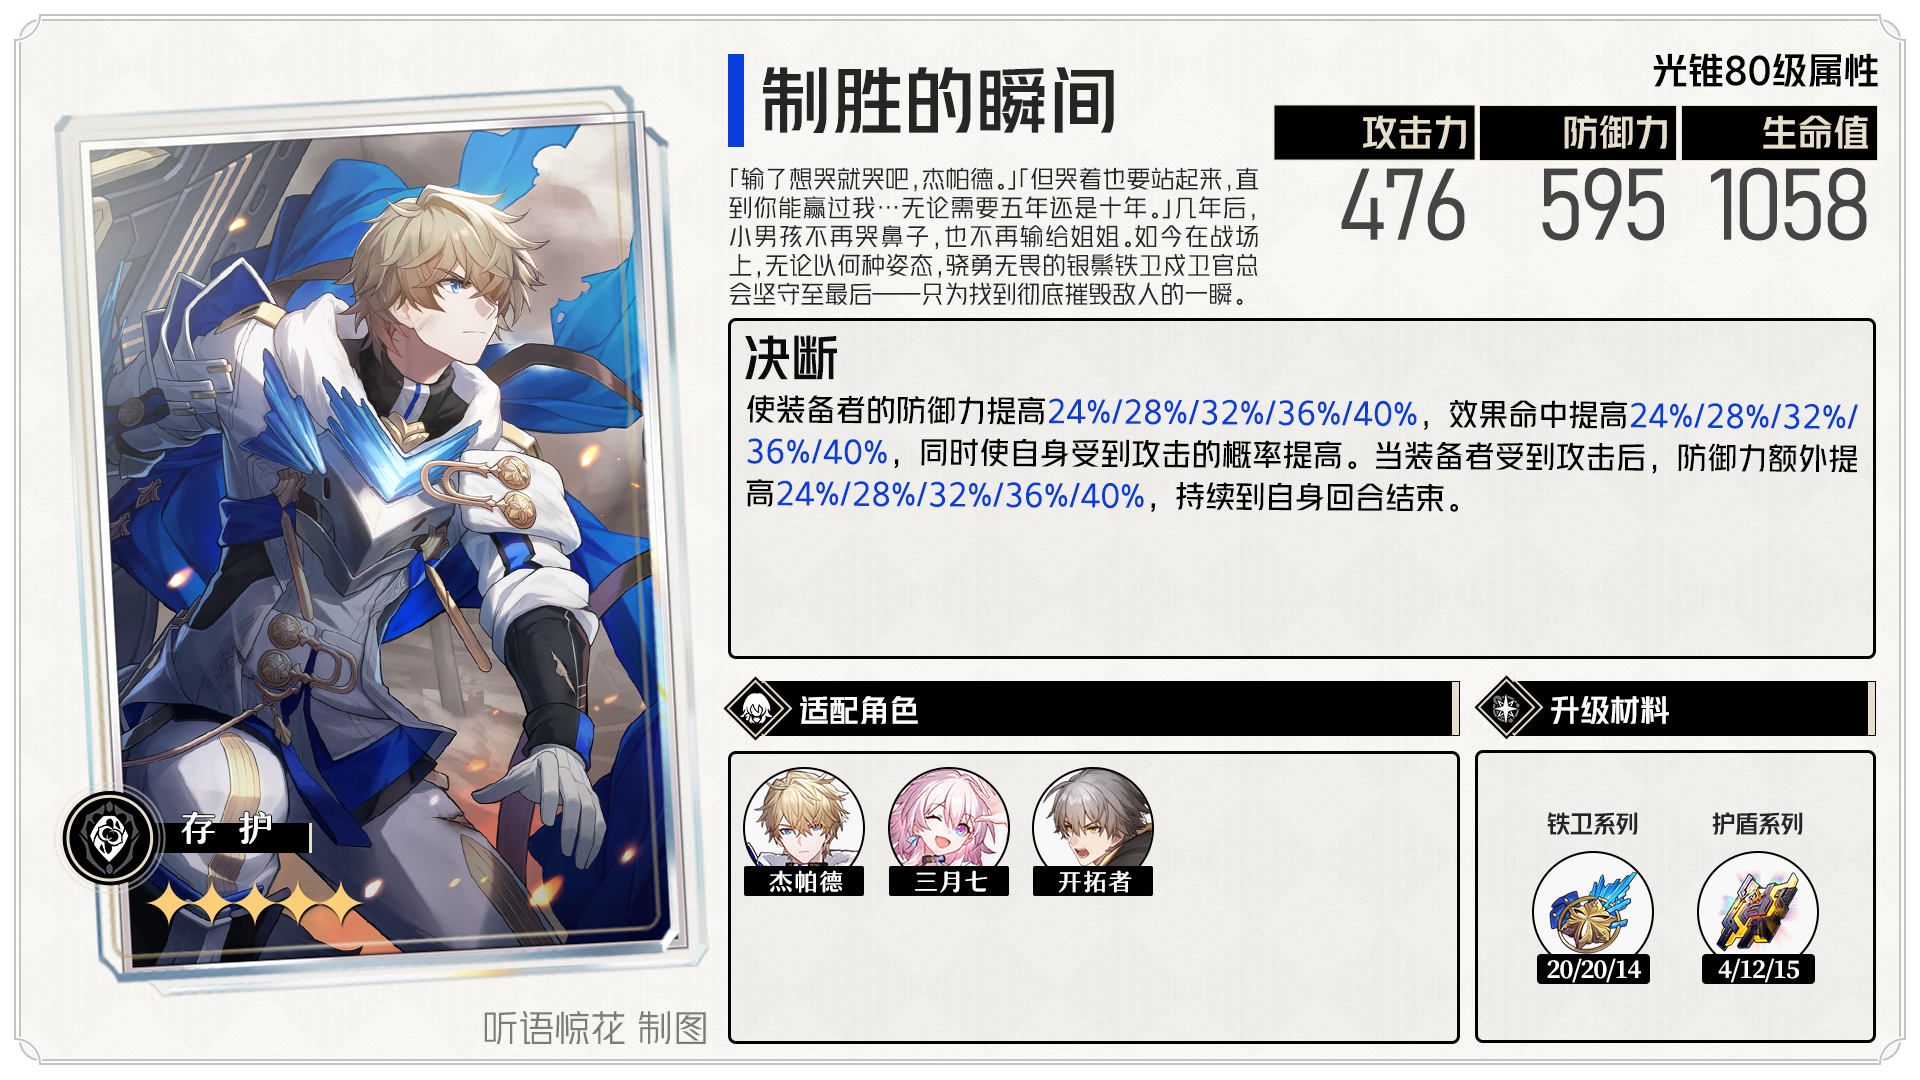 制胜的瞬间
「输了想哭就哭吧,杰帕德。」「但哭着也要站起来,直
到你能赢过我…无论需要五年还是十年。」几年后,
小男孩不再哭鼻子,也不再输给姐姐。如今在战场
上,无论以何种姿态,骁勇无畏的银鬃铁卫戍卫官总
会坚守至最后——只为找到彻底摧毁敌人的一瞬。
光锥80级属性
攻击力 防御力 生命值
476 595 1058
决断
使装备者的防御力提高24%/28%/32%/36%/40%，效果命中提高24%/28%/32%/
36%/40%，同时使自身受到攻击的概率提高。当装备者受到攻击后，防御力额外提
高24%/28%/32%/36%/40%，持续到自身回合结束。
存护
适配角色
杰帕德 三月七 开拓者
升级材料
铁卫系列 护盾系列
20/20/14 4/12/15
听语惊花 制图